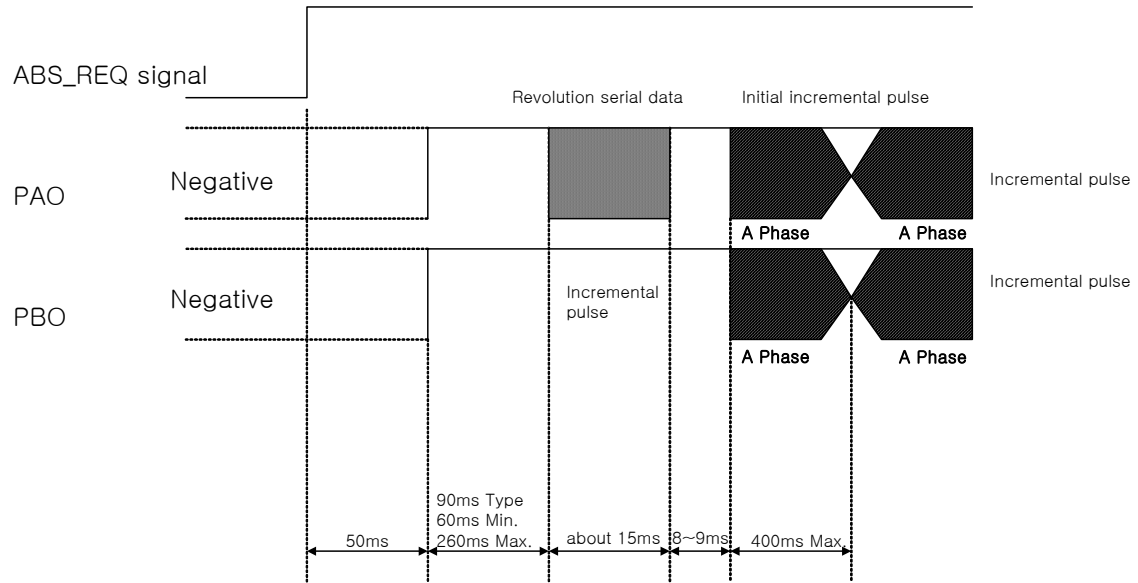 ABS_REQ signal
Revolution serial data
Initial incremental pulse
PAO
Negative
Incremental pulse
A Phase
A Phase
PBO
Negative
Incremental
pulse
Incremental pulse
A Phase
A Phase
50ms
90ms Type
60ms Min.
260ms Max.
about 15ms
8~9ms
400ms Max.